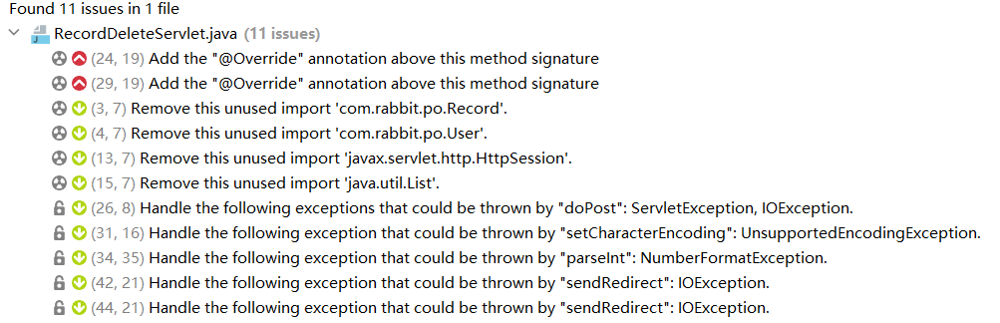 Found 11 issues in 1 file
RecordDeleteServlet.java (11 issues)
(24, 19) Add the "@Override" annotation above this method signature
(29, 19) Add the "@Override" annotation above this method signature
(3, 7) Remove this unused import 'com.rabbit.po.Record'.
(4, 7) Remove this unused import 'com.rabbit.po.User'.
(13, 7) Remove this unused import 'javax.servlet.http.HttpSession'.
(15, 7) Remove this unused import 'java.util.List'.
(26, 8) Handle the following exceptions that could be thrown by "doPost": ServletException, IOException.
(31, 16) Handle the following exception that could be thrown by "setCharacterEncoding": UnsupportedEncodingException.
(34, 35) Handle the following exception that could be thrown by "parseInt": NumberFormatException.
(42, 21) Handle the following exception that could be thrown by "sendRedirect": IOException.
(44, 21) Handle the following exception that could be thrown by "sendRedirect": IOException.